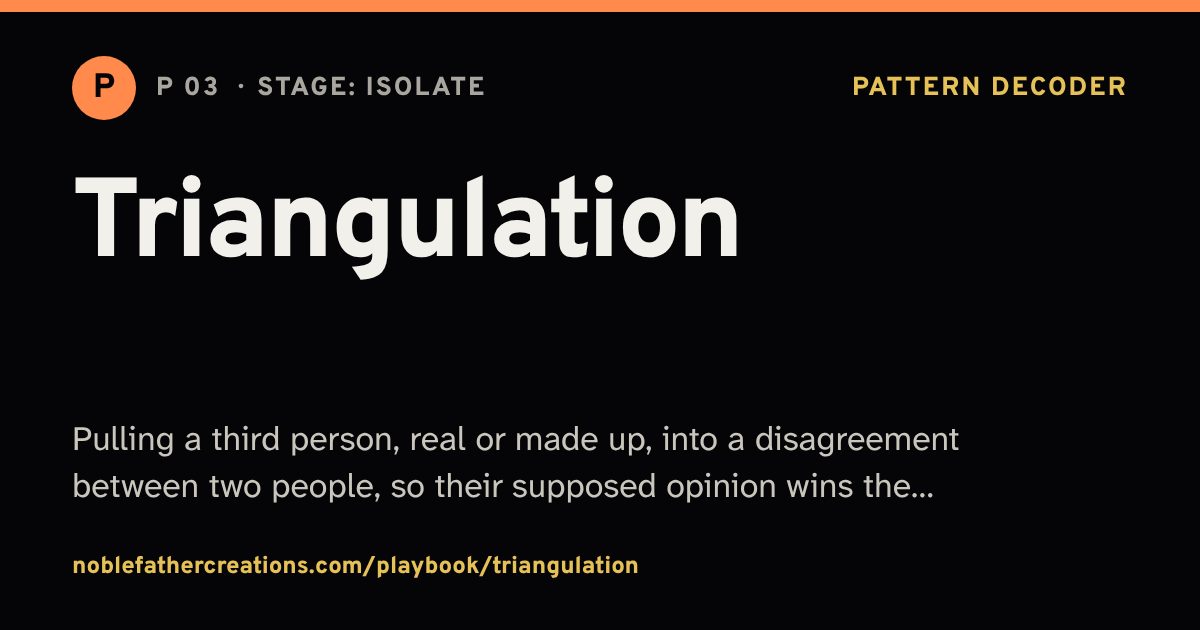 P
P 03 · STAGE: ISOLATE
PATTERN DECODER
Triangulation
Pulling a third person, real or made up, into a disagreement
between two people, so their supposed opinion wins the...
noblefathercreations.com/playbook/triangulation